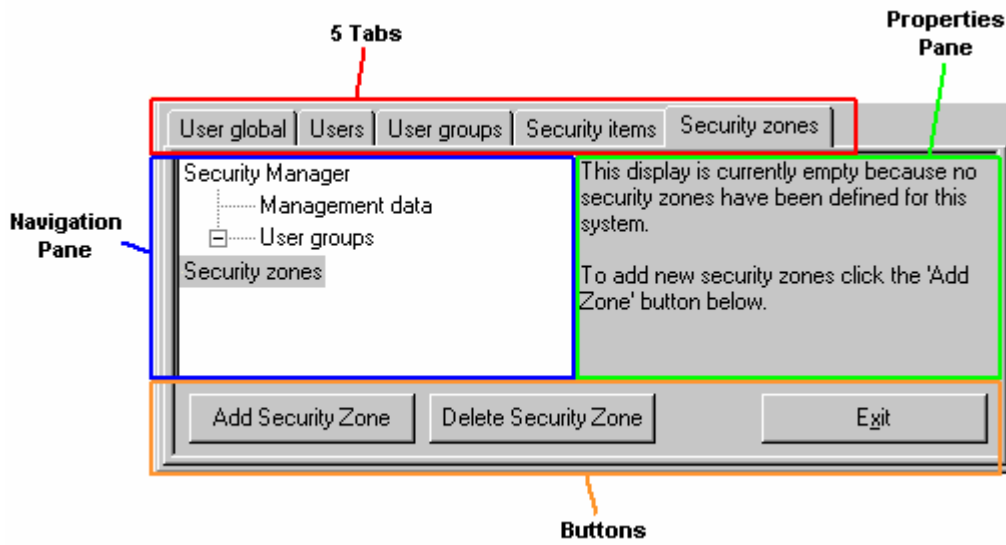 Properties
Pane
5 Tabs
User global
Users
User groups
Security items
Security zones
Navigation
Pane
Security Manager
Management data
User groups
Security zones
This display is currently empty because no
security zones have been defined for this
system.
To add new security zones click the 'Add
Zone' button below.
Add Security Zone
Delete Security Zone
Exit
Buttons